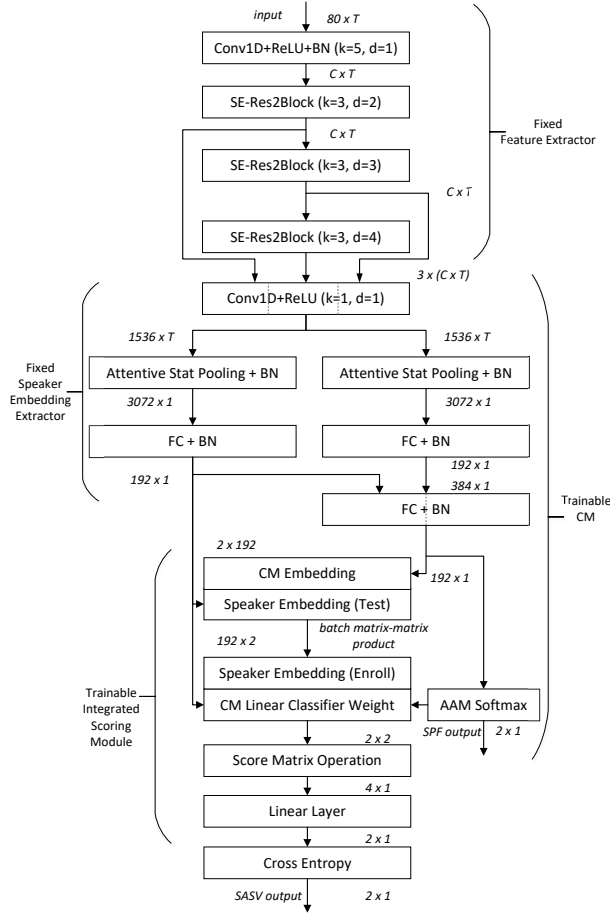 input
80 x T
Conv1D+ReLU+BN (k=5, d=1)
C x T
SE-Res2Block (k=3, d=2)
C x T
SE-Res2Block (k=3, d=3)
C x T
SE-Res2Block (k=3, d=4)
3 x (C x T)
Fixed
Feature Extractor
Conv1D+ReLU (k=1, d=1)
1536 x T
1536 x T
Attentive Stat Pooling + BN
Attentive Stat Pooling + BN
3072 x 1
3072 x 1
FC + BN
FC + BN
Fixed
Speaker
Embedding
Extractor
192 x 1
192 x 1
384 x 1
FC + BN
Trainable
CM
2 x 192
CM Embedding
192 x 1
Speaker Embedding (Test)
batch matrix-matrix
product
192 x 2
Speaker Embedding (Enroll)
CM Linear Classifier Weight
AAM Softmax
SPF output
2 x 1
Trainable
Integrated
Scoring
Module
2 x 2
Score Matrix Operation
4 x 1
Linear Layer
2 x 1
Cross Entropy
SASV output
2 x 1